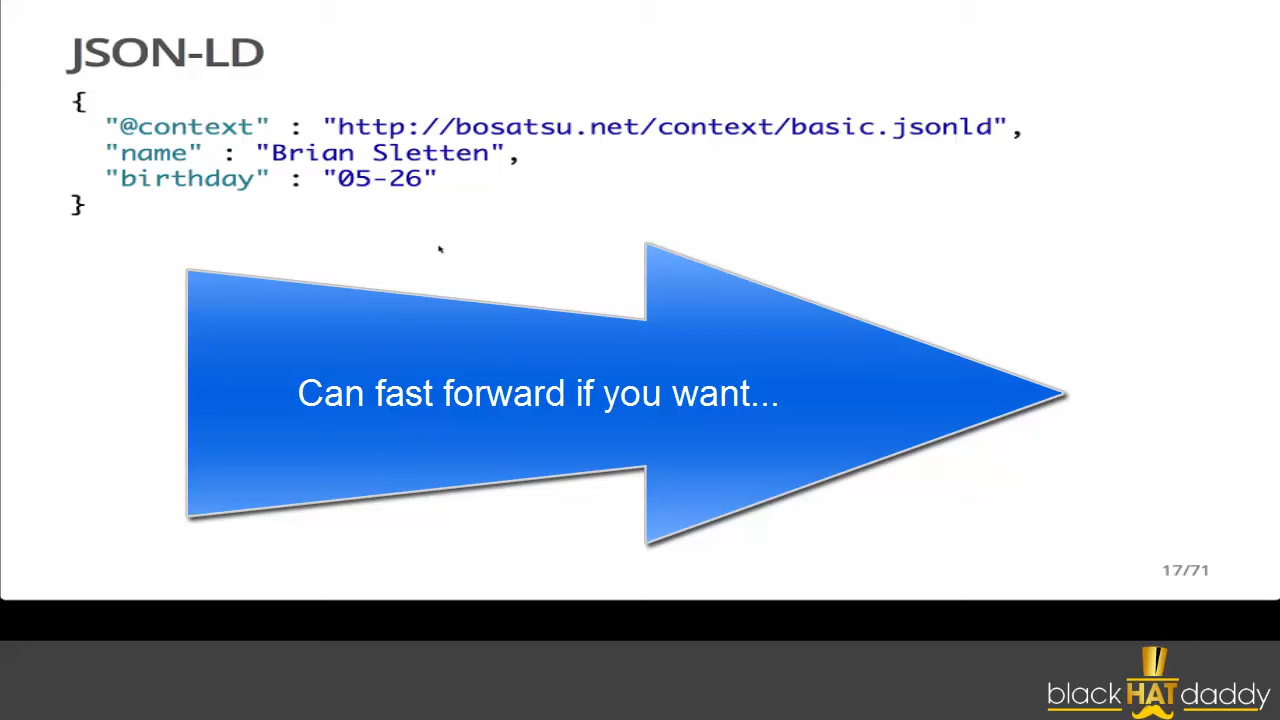 JSON-LD
{
"@context" : "http://bosatsu.net/context/basic.jsonld",
"name" : "Brian Sletten",
"birthday" : "05-26"
}
Can fast forward if you want...
17/71
blackHATdaddy